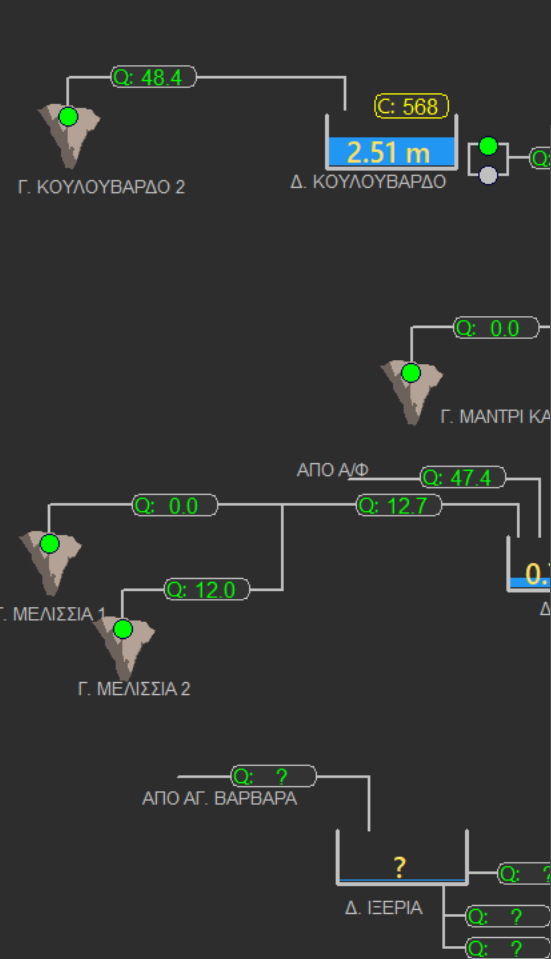 Q: 48.4
C: 568
2.51 m
Γ. ΚΟΥΛΟΥΒΑΡΔΟ 2
Δ. ΚΟΥΛΟΥΒΑΡΔΟ
Q:
Q: 0.0
Γ. ΜΑΝΤΡΙ ΚΑ
ΑΠΟ Α/Φ
Q: 47.4
Q: 0.0
Q: 12.7
0.
Q: 12.0
Γ. ΜΕΛΙΣΣΙΑ 1
Δ
Γ. ΜΕΛΙΣΣΙΑ 2
Q: ?
ΑΠΟ ΑΓ. ΒΑΡΒΑΡΑ
?
Q: ?
Δ. ΙΞΕΡΙΑ
Q: ?
Q: ?